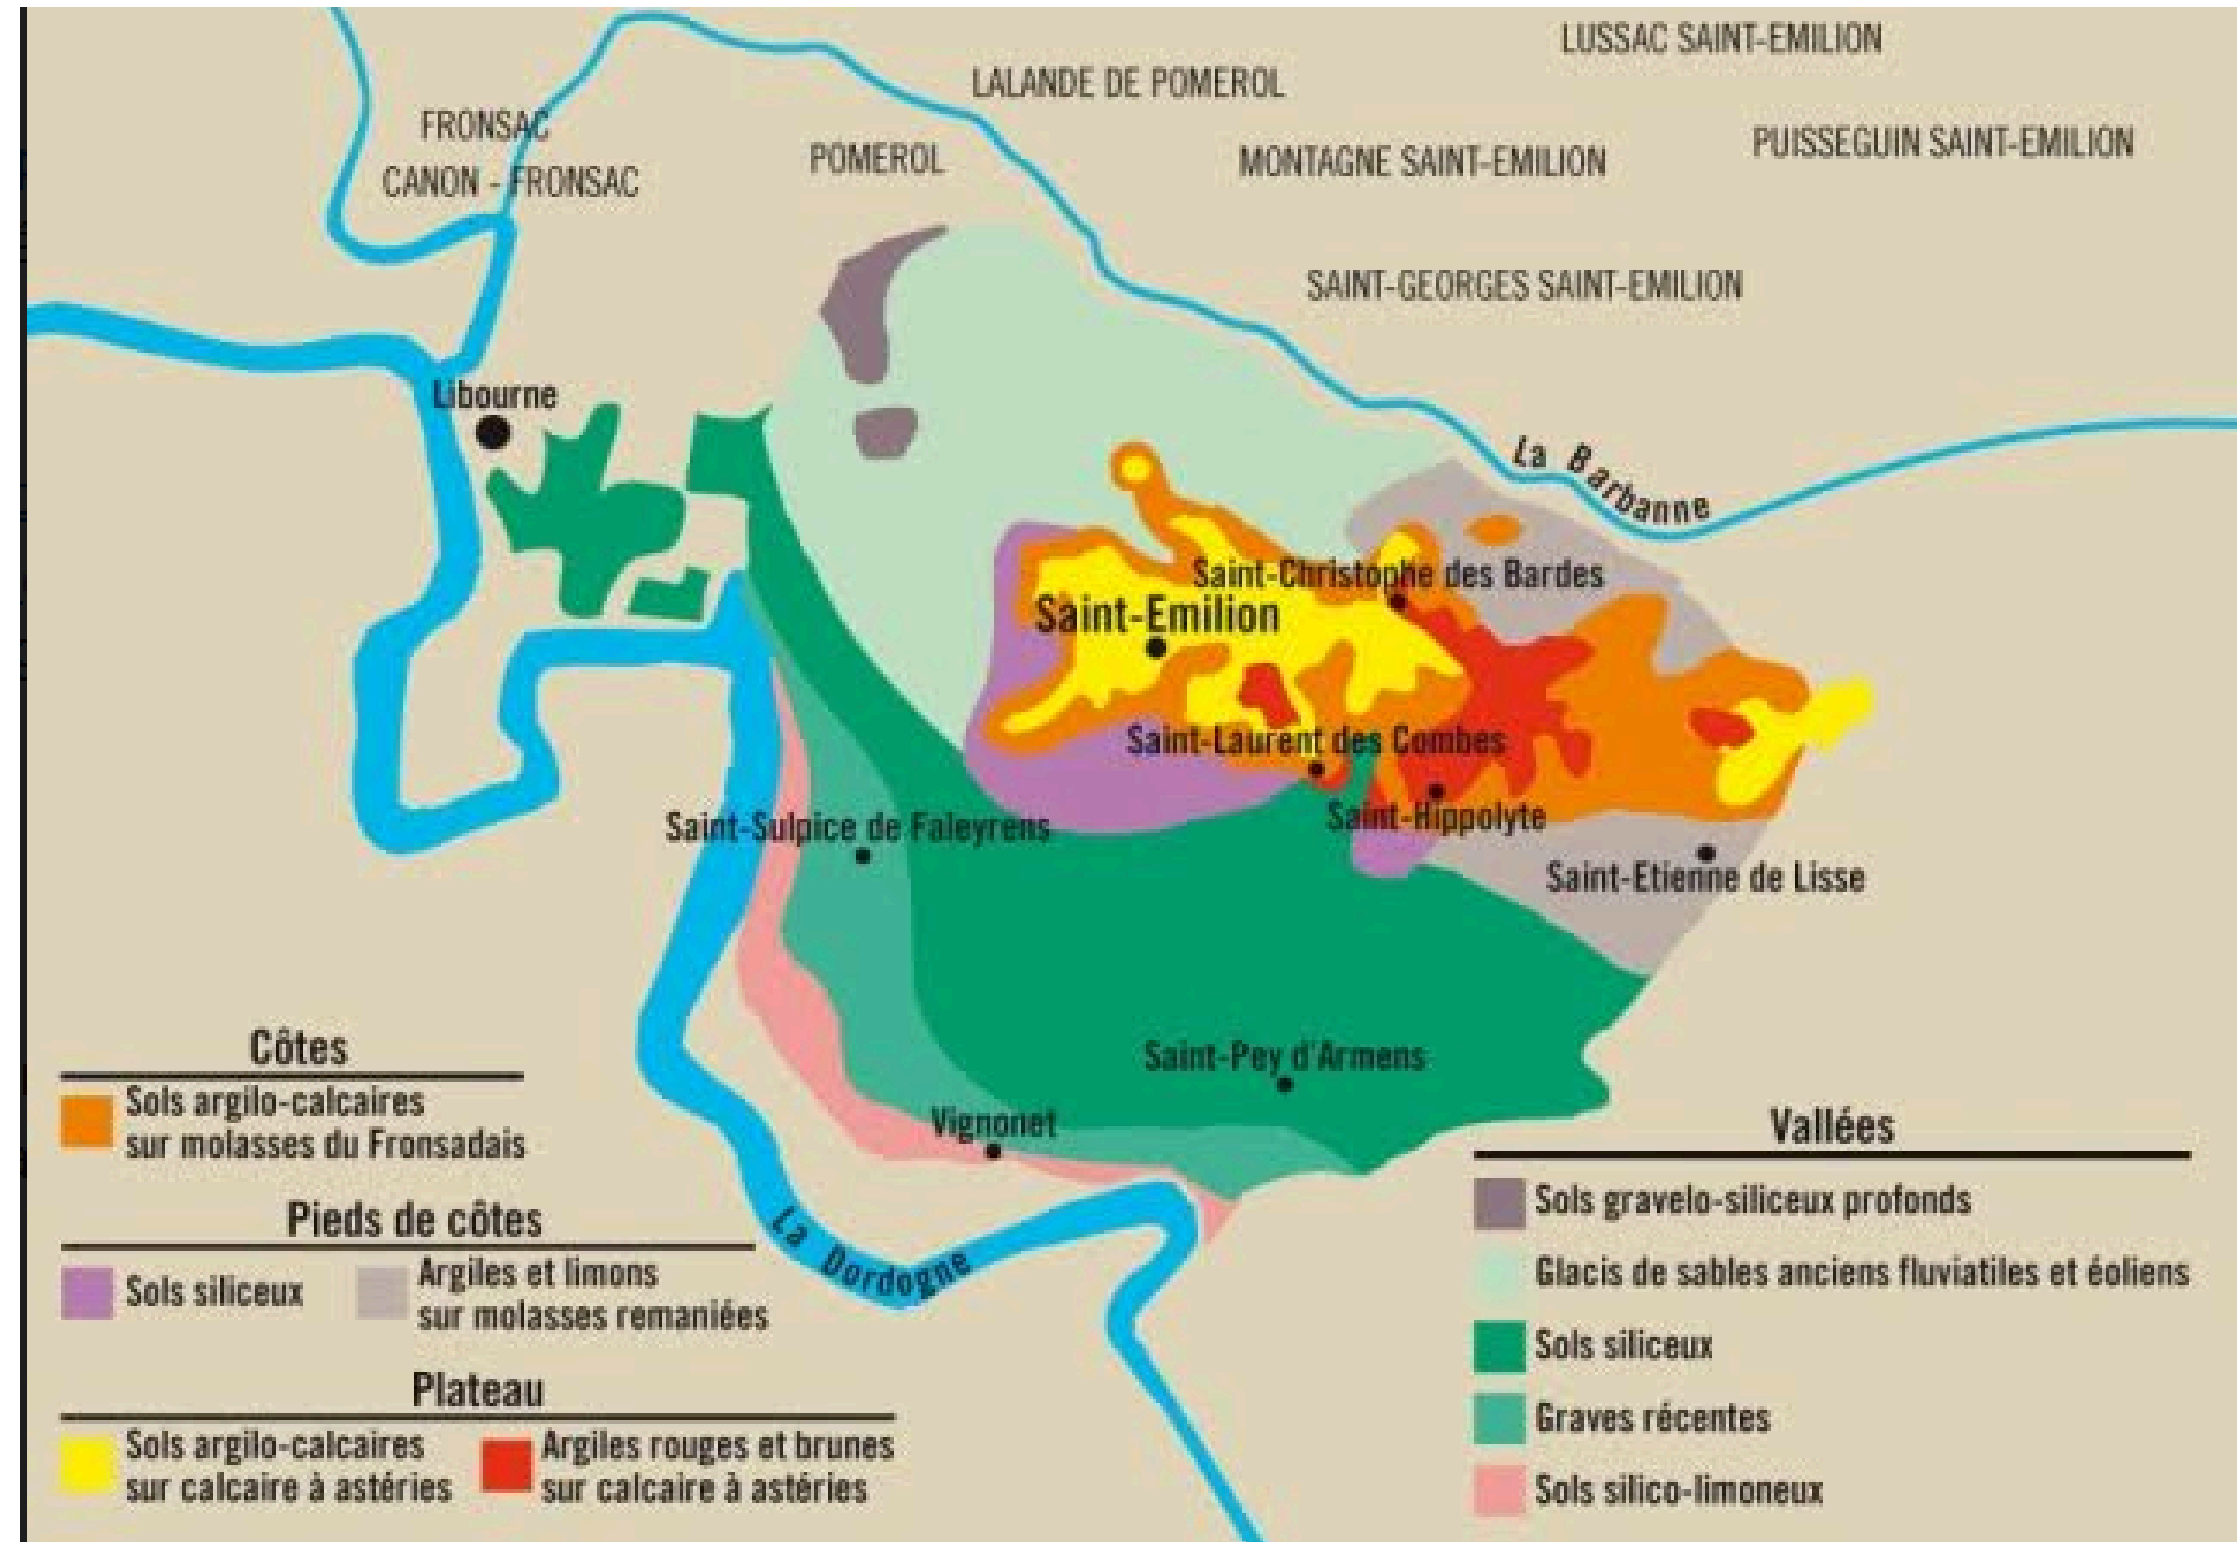 LUSSAC SAINT-EMILION
LALANDE DE POMEROL
FRONSAC
PUISSEGUIN SAINT-EMILION
POMEROL
MONTAGNE SAINT-EMILION
CANON - FRONSAC
SAINT-GEORGES SAINT-EMILION
Libourne
La Barbanne
Saint-Christophe des Bardes
Saint-Emilion
Saint-Laurent des Combes
Saint-Hippolyte
Saint-Sulpice de Faleyrens
Saint-Etienne de Lisse
Saint-Pey d'Armens
Vignonet
La Dordogne
Côtes
Sols argilo-calcaires
sur molasses du Fronsadais
Pieds de côtes
Sols siliceux
Argiles et limons
sur molasses remaniées
Plateau
Sols argilo-calcaires
sur calcaire à astéries
Argiles rouges et brunes
sur calcaire à astéries
Vallées
Sols gravelo-siliceux profonds
Glacis de sables anciens fluviatiles et éoliens
Sols siliceux
Graves récentes
Sols silico-limoneux